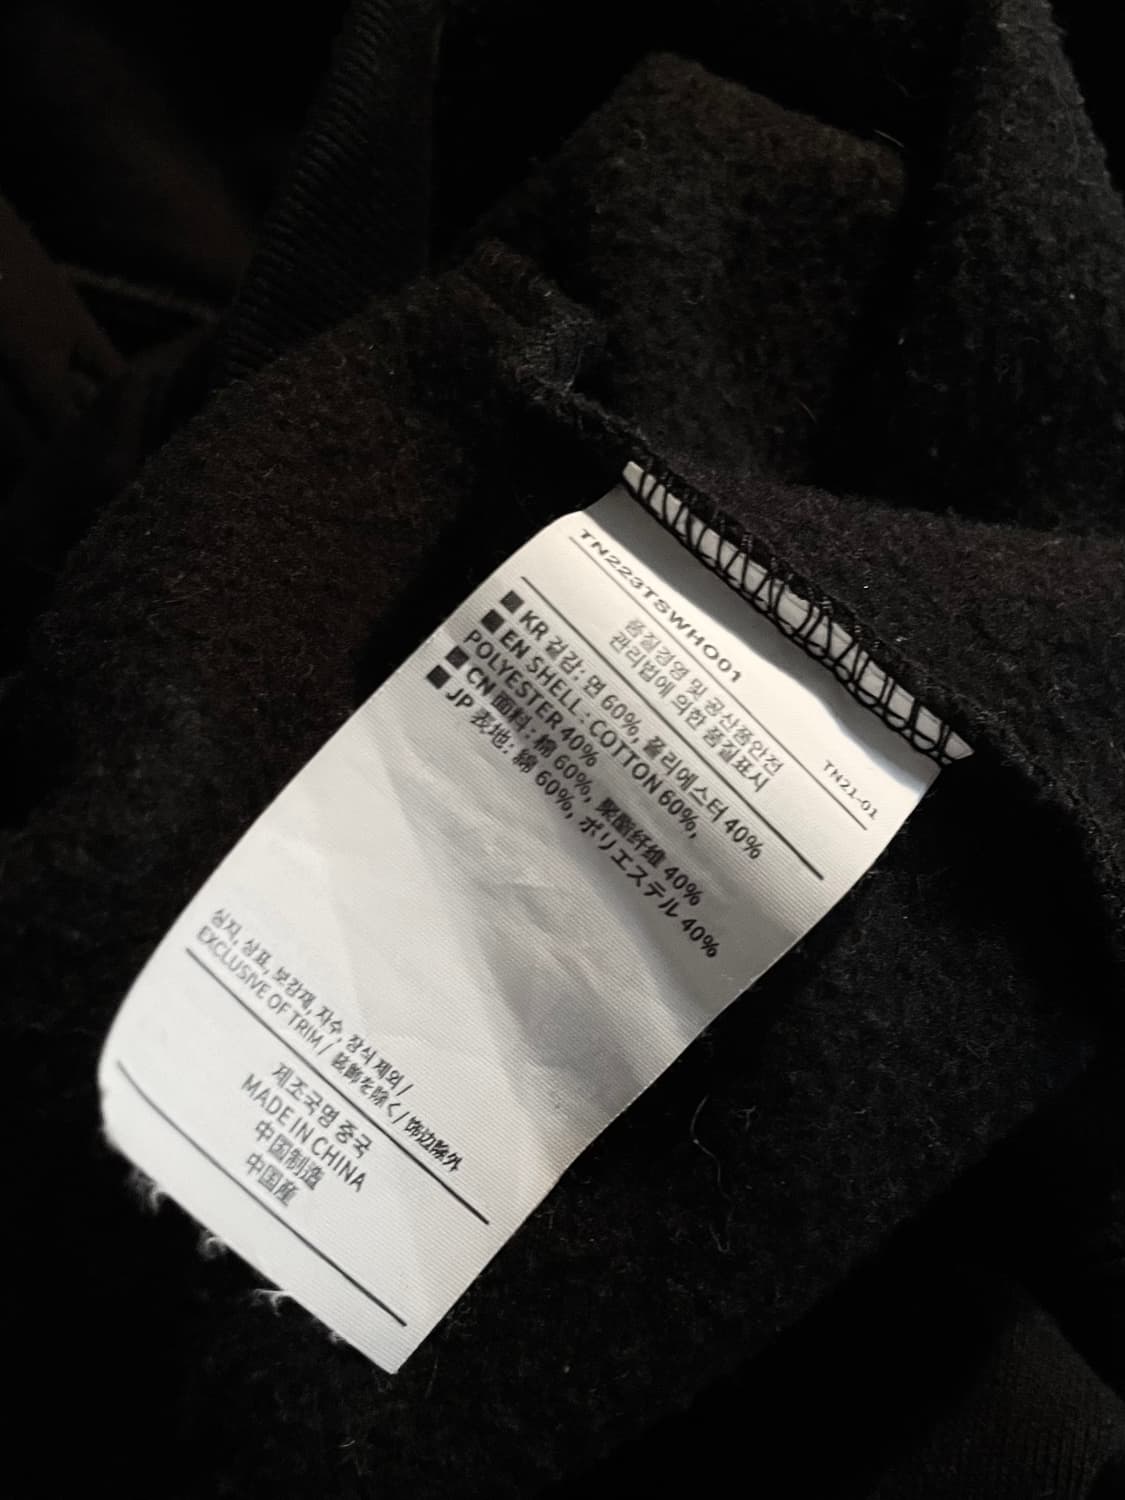 TN223TSWHO01
TN21-01
품질경영 및 공산품안전
관리법에 의한 품질표시
■ KR 겉감: 면 60%, 폴리에스터 40%
■ EN SHELL: COTTON 60%,
POLYESTER 40%
■ CN 面料: 棉 60%, 聚酯纤维 40%
■ JP 表地: 綿 60%, ポリエステル 40%
심지, 상표, 보강재, 자수, 장식 제외 /
EXCLUSIVE OF TRIM / 装飾を除く / 饰边除外
제조국명 중국
MADE IN CHINA
中国制造
中国産